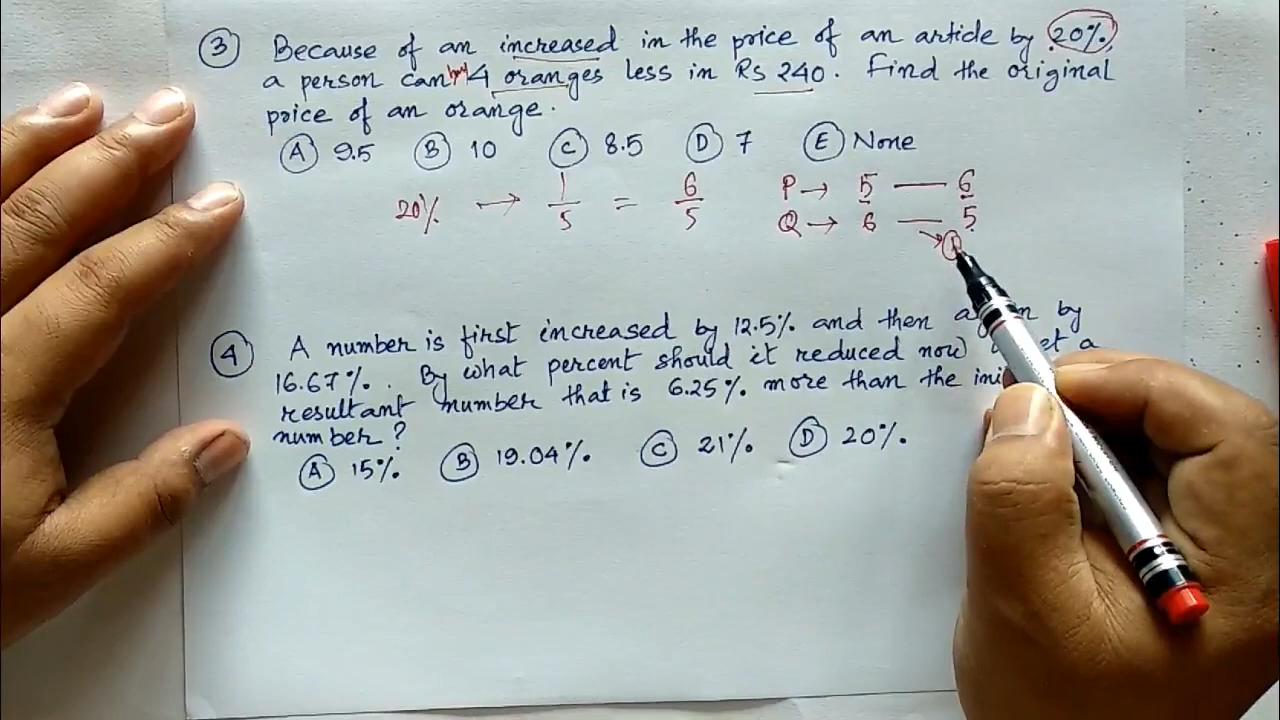 ③ Because of an increased in the price of an article by 20%,
a person can buy 4 oranges less in Rs 240. Find the original
price of an orange.
Ⓐ 9.5 Ⓑ 10 Ⓒ 8.5 Ⓓ 7 Ⓔ None
20% → 1/5 = 6/5
P → 5 — 6
Q → 6 — 5
→ ①
④ A number is first increased by 12.5% and then by
16.67%. By what percent should it reduced now a
resultant number that is 6.25% more than the
number?
Ⓐ 15% Ⓑ 19.04% Ⓒ 21% Ⓓ 20%.